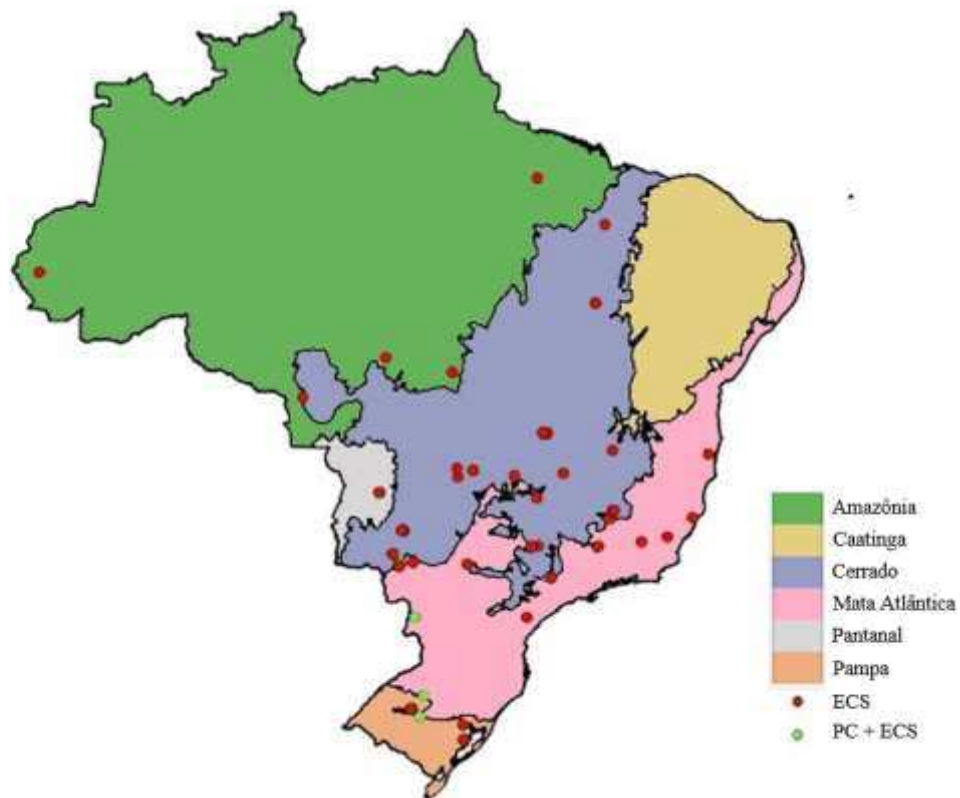 Amazônia
Caatinga
Cerrado
Mata Atlântica
Pantanal
Pampa
ECS
PC + ECS